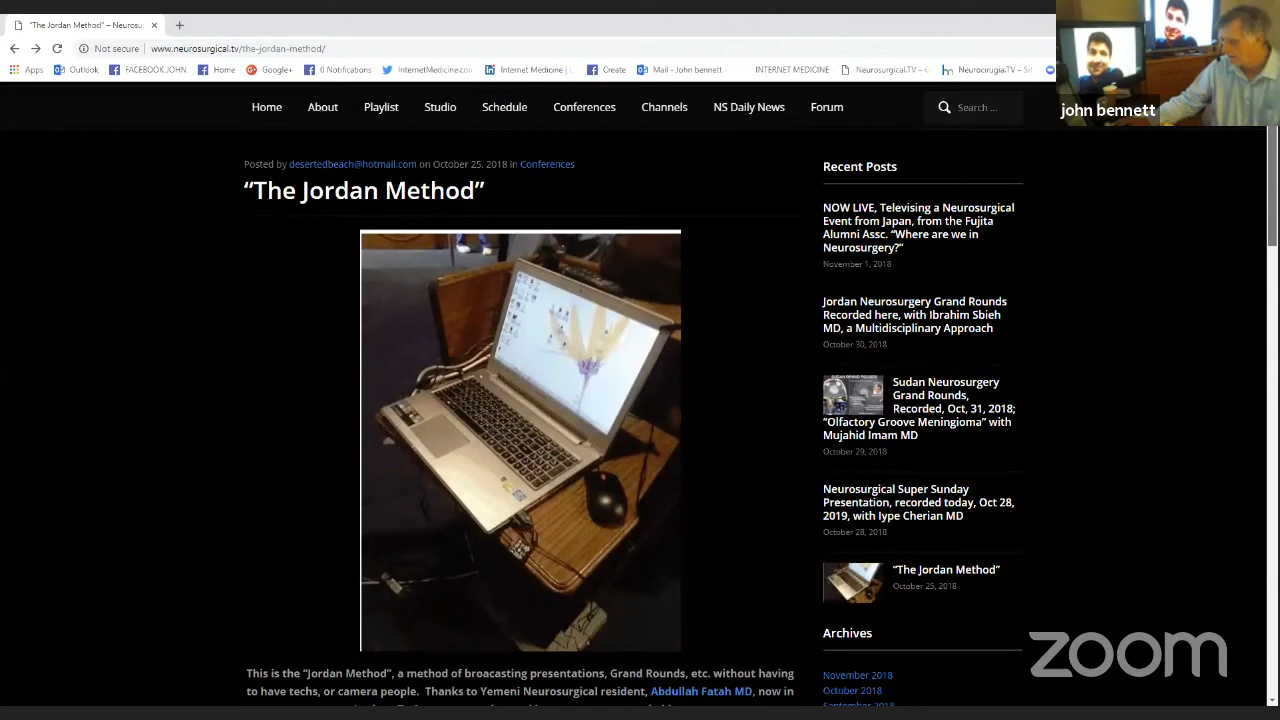 "The Jordan Method" – Neurosu
Not secure
www.neurosurgical.tv/the-jordan-method/
Apps
Outlook
FACEBOOK JOHN
Home
Google+
0 Notifications
InternetMedicine.co
Internet Medicine |
Create
Mail - John bennett
INTERNET MEDICINE
Neurosurgical.TV – G
Neurocirugia.TV – Si
john bennett
Home
About
Playlist
Studio
Schedule
Conferences
Channels
NS Daily News
Forum
Search ...
Posted by desertedbeach@hotmail.com on October 25, 2018 in Conferences
“The Jordan Method”
This is the “Jordan Method”, a method of broacasting presentations, Grand Rounds, etc. without having
to have techs, or camera people. Thanks to Yemeni Neurosurgical resident, Abdullah Fatah MD, now in
Recent Posts
NOW LIVE, Televising a Neurosurgical
Event from Japan, from the Fujita
Alumni Assc. “Where are we in
Neurosurgery?”
November 1, 2018
Jordan Neurosurgery Grand Rounds
Recorded here, with Ibrahim Sbieh
MD, a Multidisciplinary Approach
October 30, 2018
Sudan Neurosurgery
Grand Rounds,
Recorded, Oct, 31, 2018;
“Olfactory Groove Meningioma” with
Mujahid Imam MD
October 29, 2018
Neurosurgical Super Sunday
Presentation, recorded today, Oct 28,
2019, with Iype Cherian MD
October 28, 2018
“The Jordan Method”
October 25, 2018
Archives
November 2018
October 2018
September 2018
zoom